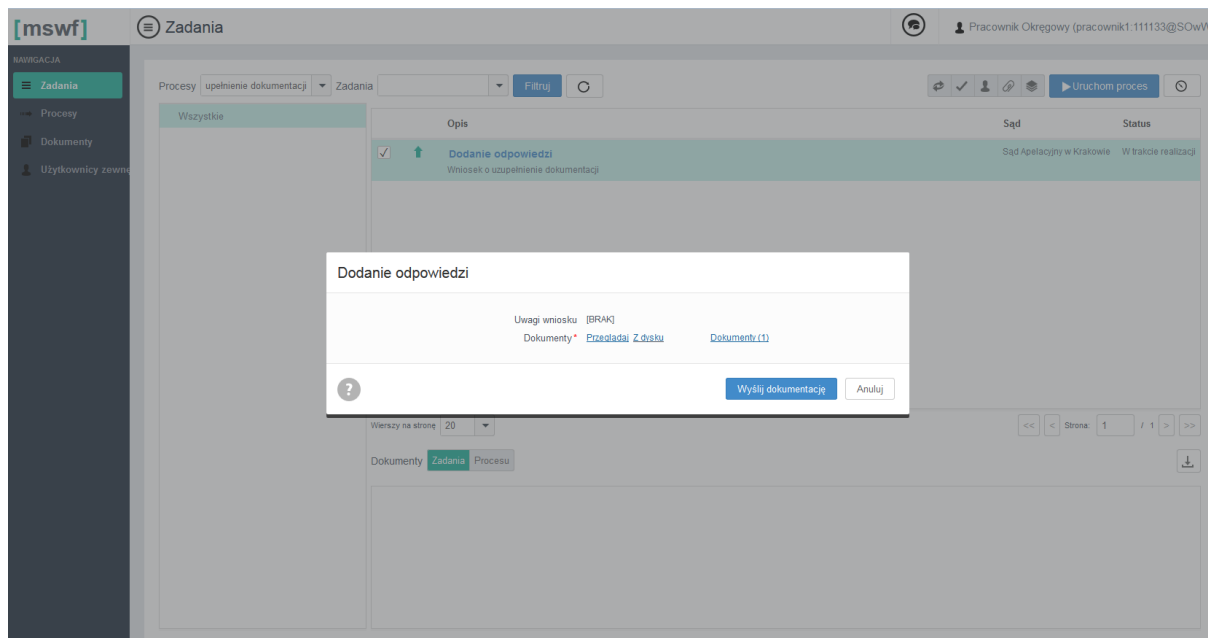 [mswf]
Zadania
Pracownik Okręgowy (pracownik1:111133@SOwW
NAWIGACJA
Zadania
Procesy
Dokumenty
Użytkownicy zewnę
Procesy upełnienie dokumentacji Zadania Filtruj Uruchom proces
Wszystkie
Opis Sąd Status
Dodanie odpowiedzi Sąd Apelacyjny w Krakowie W trakcie realizacji
Wniosek o uzupełnienie dokumentacji
Dodanie odpowiedzi
Uwagi wniosku [BRAK]
Dokumenty* Przeglądaj Z dysku Dokumenty (1)
? Wyślij dokumentację Anuluj
Wierszy na stronę 20 << < Strona: 1 / 1 > >>
Dokumenty Zadania Procesu